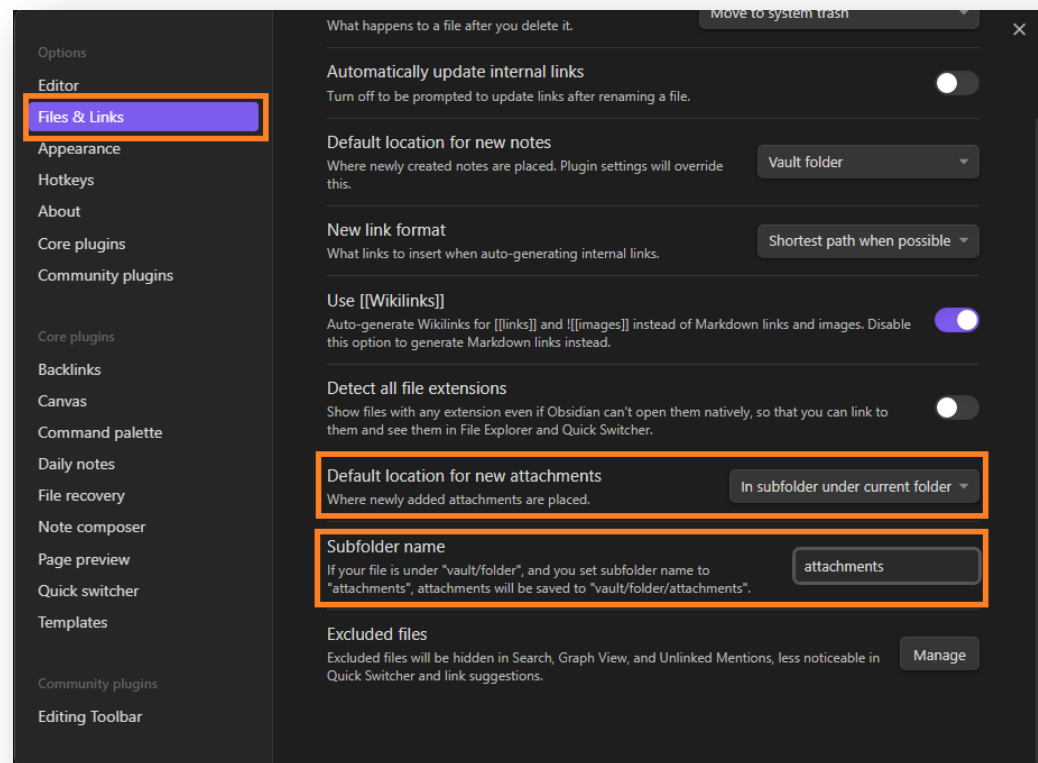 Options
Editor
Files & Links
Appearance
Hotkeys
About
Core plugins
Community plugins
Core plugins
Backlinks
Canvas
Command palette
Daily notes
File recovery
Note composer
Page preview
Quick switcher
Templates
Community plugins
Editing Toolbar
What happens to a file after you delete it.
Move to system trash
Automatically update internal links
Turn off to be prompted to update links after renaming a file.
Default location for new notes
Where newly created notes are placed. Plugin settings will override
this.
Vault folder
New link format
What links to insert when auto-generating internal links.
Shortest path when possible
Use [[Wikilinks]]
Auto-generate Wikilinks for [[links]] and ![[images]] instead of Markdown links and images. Disable
this option to generate Markdown links instead.
Detect all file extensions
Show files with any extension even if Obsidian can't open them natively, so that you can link to
them and see them in File Explorer and Quick Switcher.
Default location for new attachments
Where newly added attachments are placed.
In subfolder under current folder
Subfolder name
If your file is under "vault/folder", and you set subfolder name to
"attachments", attachments will be saved to "vault/folder/attachments".
attachments
Excluded files
Excluded files will be hidden in Search, Graph View, and Unlinked Mentions, less noticeable in
Quick Switcher and link suggestions.
Manage